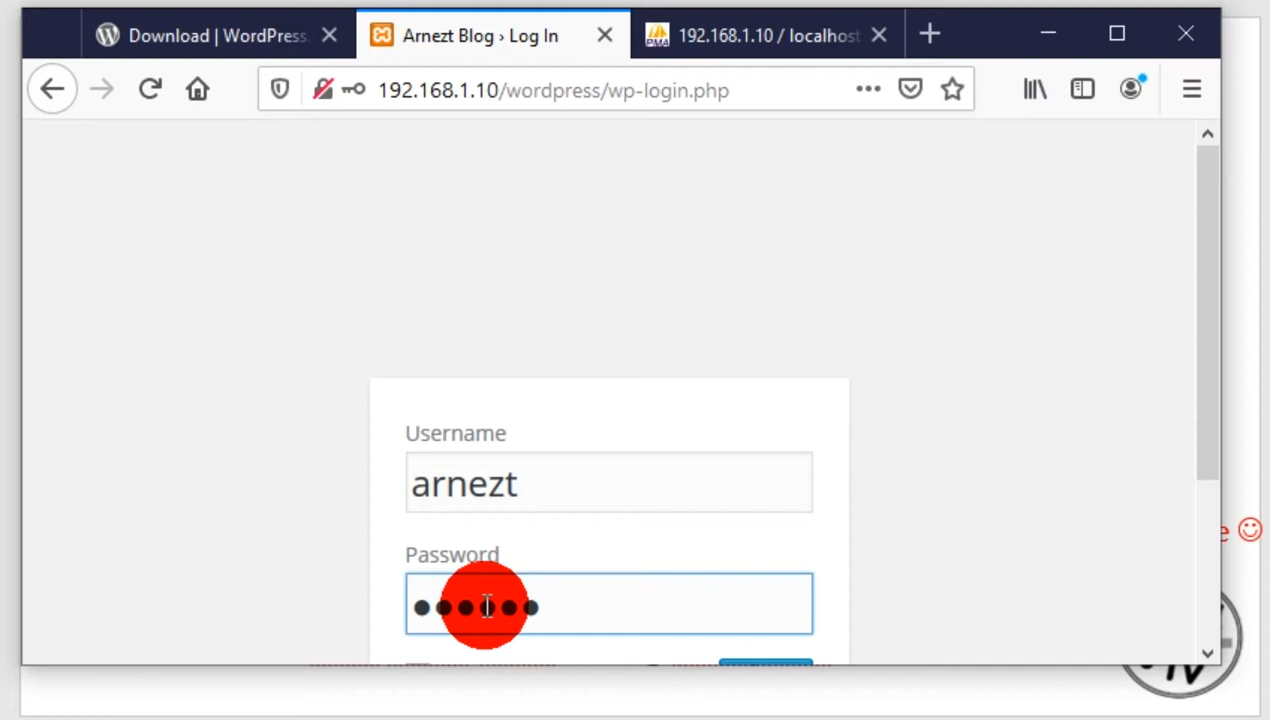 Download | WordPress.
Arnezt Blog › Log In
192.168.1.10 / localhost
PMA
192.168.1.10/wordpress/wp-login.php
Username
arnezt
Password